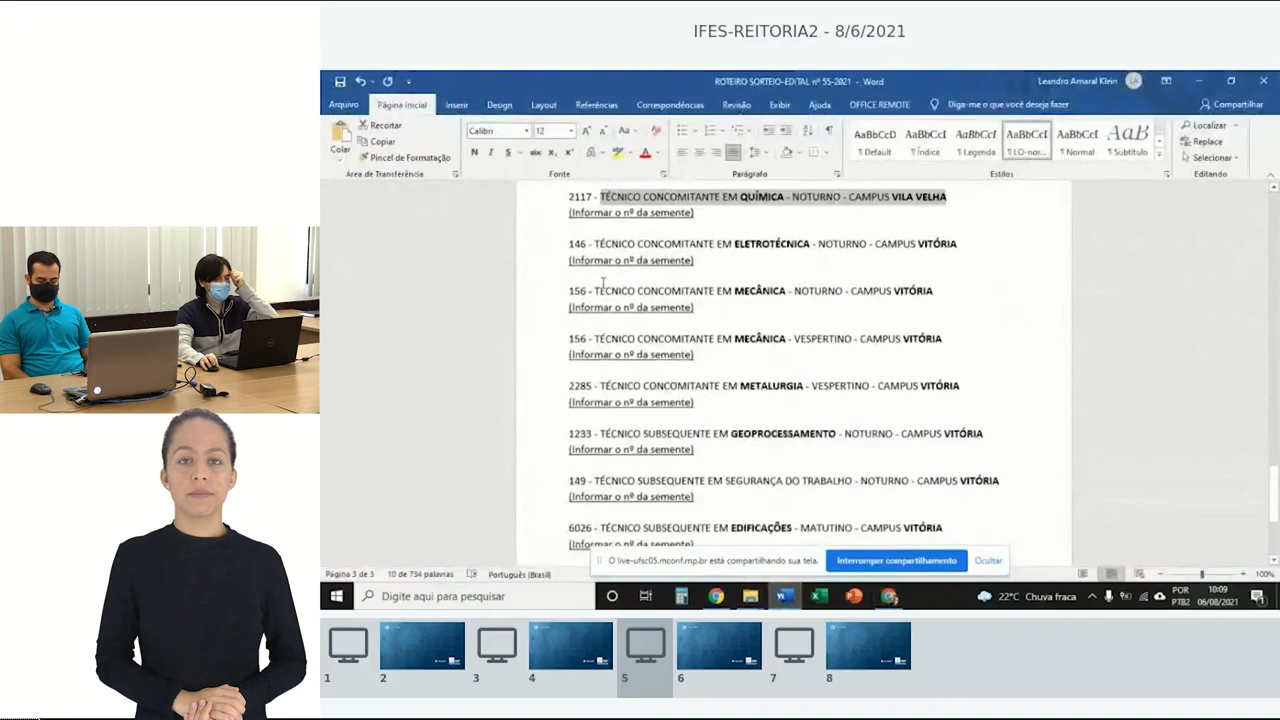 IFES-REITORIA2 - 8/6/2021
ROTEIRO SORTEIO-EDITAL nº 55-2021 - Word
Leandro Amaral Klein
LA
Arquivo
Página Inicial
Inserir
Design
Layout
Referências
Correspondências
Revisão
Exibir
Ajuda
OFFICE REMOTE
Diga-me o que você deseja fazer
Compartilhar
Colar
Recortar
Copiar
Pincel de Formatação
Área de Transferência
Calibri
12
N I S abc x₂ x²
Fonte
Parágrafo
AaBbCcD AaBbCcI AaBbCcI AaBbCcI AaBbCcI AaB
¶ Default ¶ Índice ¶ Legenda ¶ LO-nor... ¶ Normal ¶ Subtítulo
Estilos
Localizar
Replace
Selecionar
Editando
2117 - TÉCNICO CONCOMITANTE EM QUÍMICA - NOTURNO - CAMPUS VILA VELHA
(Informar o nº da semente)
146 - TÉCNICO CONCOMITANTE EM ELETROTÉCNICA - NOTURNO - CAMPUS VITÓRIA
(Informar o nº da semente)
156 - TÉCNICO CONCOMITANTE EM MECÂNICA - NOTURNO - CAMPUS VITÓRIA
(Informar o nº da semente)
156 - TÉCNICO CONCOMITANTE EM MECÂNICA - VESPERTINO - CAMPUS VITÓRIA
(Informar o nº da semente)
2285 - TÉCNICO CONCOMITANTE EM METALURGIA - VESPERTINO - CAMPUS VITÓRIA
(Informar o nº da semente)
1233 - TÉCNICO SUBSEQUENTE EM GEOPROCESSAMENTO - NOTURNO - CAMPUS VITÓRIA
(Informar o nº da semente)
149 - TÉCNICO SUBSEQUENTE EM SEGURANÇA DO TRABALHO - NOTURNO - CAMPUS VITÓRIA
(Informar o nº da semente)
6026 - TÉCNICO SUBSEQUENTE EM EDIFICAÇÕES - MATUTINO - CAMPUS VITÓRIA
(Informar o nº da semente)
O live-ufsc05.mconf.rnp.br está compartilhando sua tela.
Interromper compartilhamento
Ocultar
Página 3 de 3
10 de 734 palavras
Português (Brasil)
100%
Digite aqui para pesquisar
22°C Chuva fraca
POR
PTB2
10:09
06/08/2021
1 2 3 4 5 6 7 8